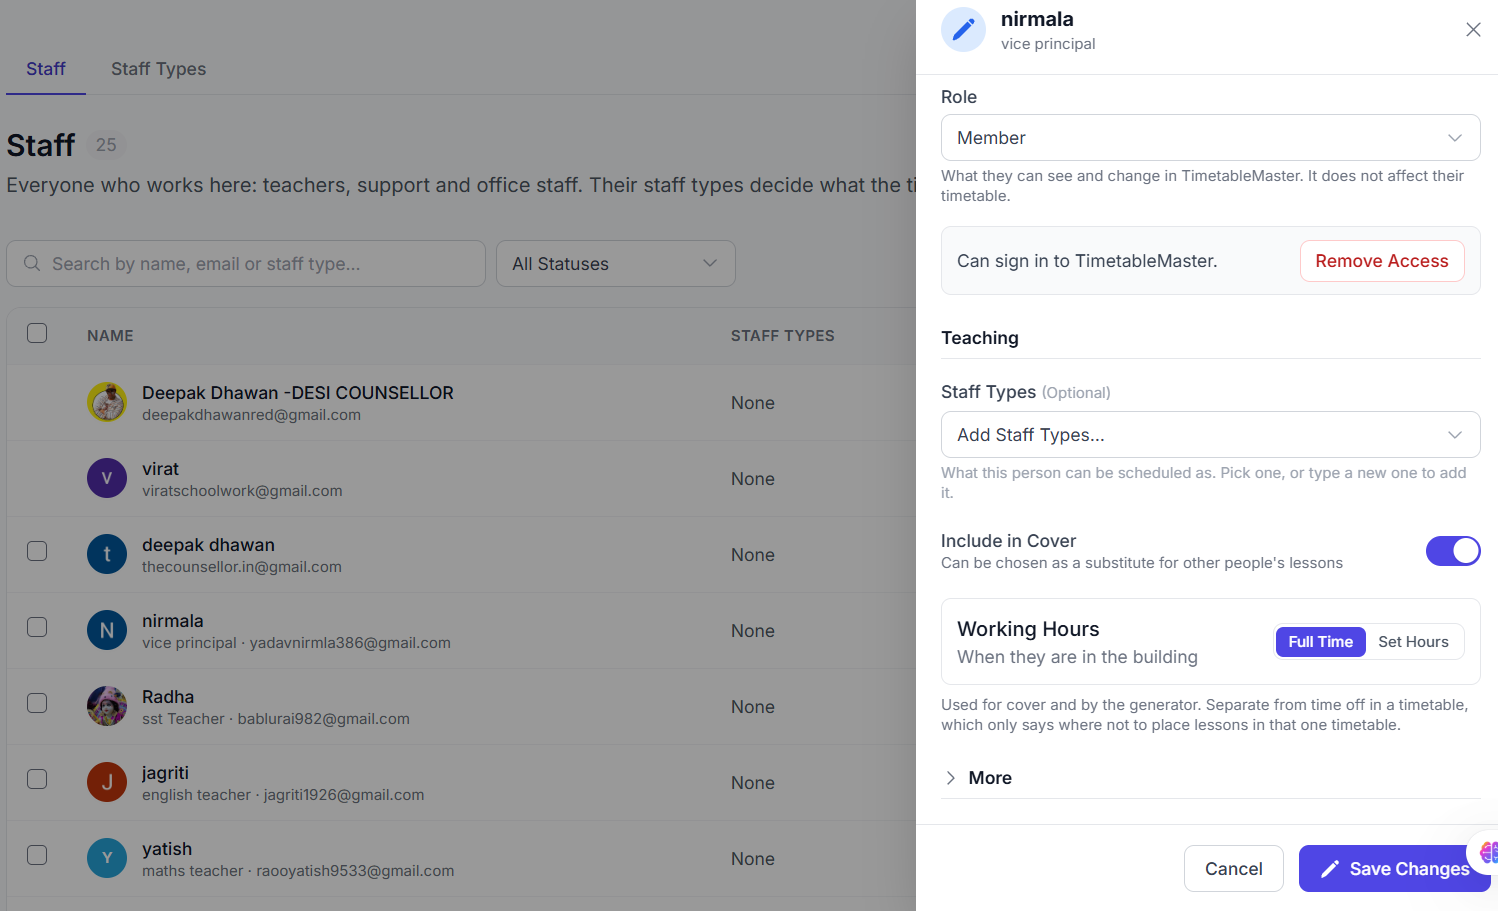 Staff
Staff Types
Staff 25
Everyone who works here: teachers, support and office staff. Their staff types decide what the ti
Search by name, email or staff type...
All Statuses
NAME
STAFF TYPES
Deepak Dhawan -DESI COUNSELLOR
deepakdhawanred@gmail.com
None
V
virat
viratschoolwork@gmail.com
None
t
deepak dhawan
thecounsellor.in@gmail.com
None
N
nirmala
vice principal · yadavnirmla386@gmail.com
None
Radha
sst Teacher · bablurai982@gmail.com
None
J
jagriti
english teacher · jagriti1926@gmail.com
None
Y
yatish
maths teacher · raooyatish9533@gmail.com
None
nirmala
vice principal
Role
Member
What they can see and change in TimetableMaster. It does not affect their
timetable.
Can sign in to TimetableMaster.
Remove Access
Teaching
Staff Types (Optional)
Add Staff Types...
What this person can be scheduled as. Pick one, or type a new one to add
it.
Include in Cover
Can be chosen as a substitute for other people's lessons
Working Hours
When they are in the building
Full Time
Set Hours
Used for cover and by the generator. Separate from time off in a timetable,
which only says where not to place lessons in that one timetable.
More
Cancel
Save Changes